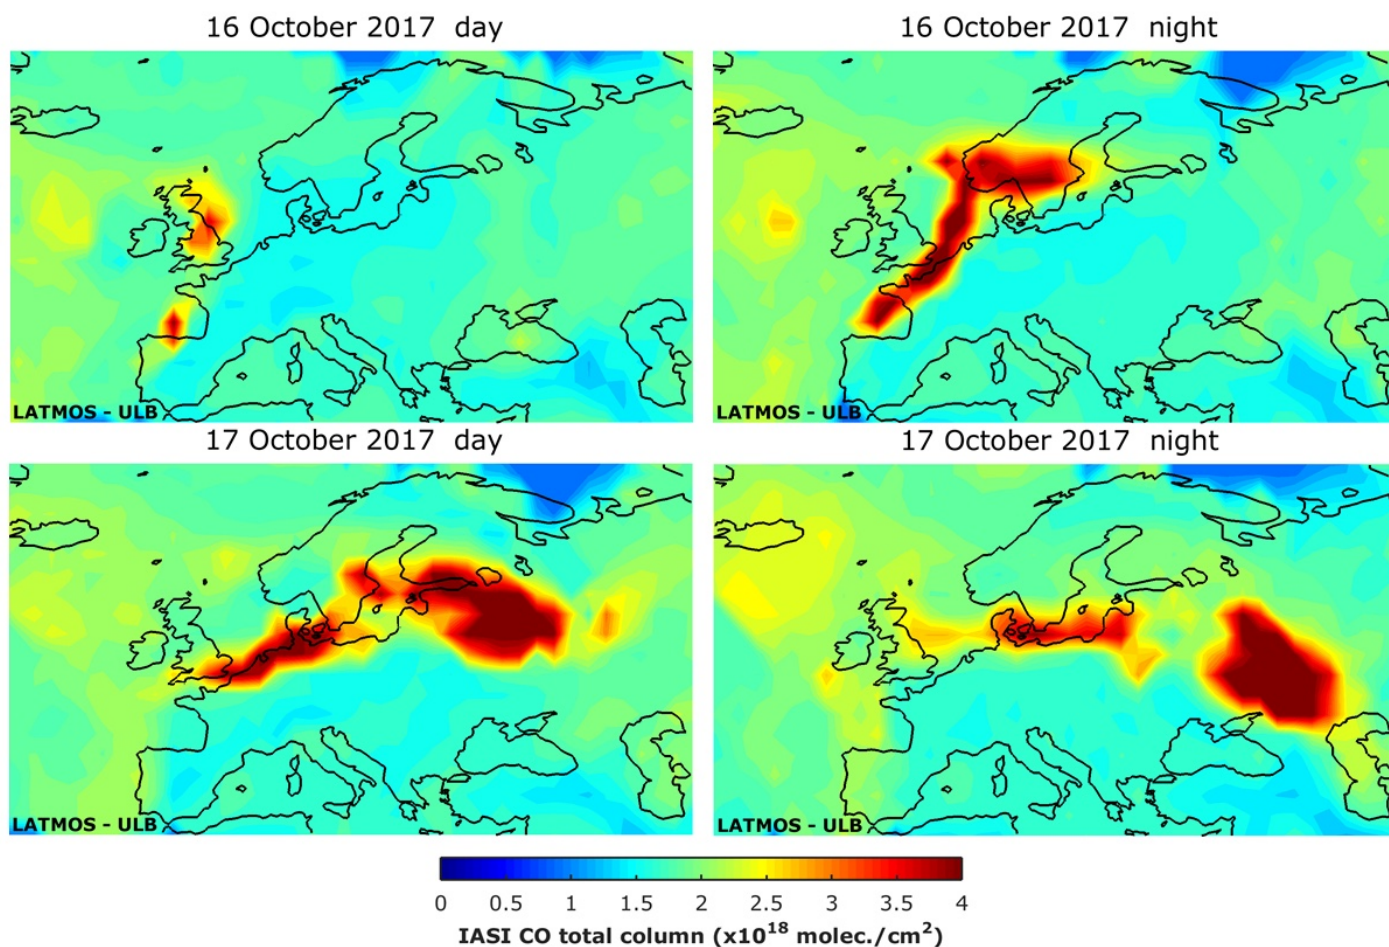 16 October 2017 day
16 October 2017 night
LATMOS - ULB
LATMOS - ULB
17 October 2017 day
17 October 2017 night
LATMOS - ULB
LATMOS - ULB
0 0.5 1 1.5 2 2.5 3 3.5 4
IASI CO total column (x10¹⁸ molec./cm²)